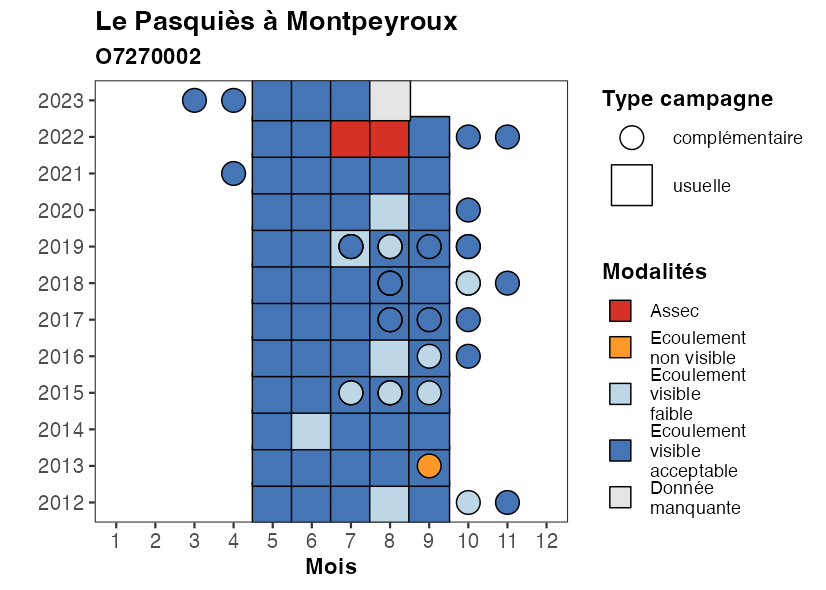 Le Pasquiès à Montpeyroux
O7270002
2023
2022
2021
2020
2019
2018
2017
2016
2015
2014
2013
2012
1 2 3 4 5 6 7 8 9 10 11 12
Mois
Type campagne
complémentaire
usuelle
Modalités
Assec
Ecoulement
non visible
Ecoulement
visible
faible
Ecoulement
visible
acceptable
Donnée
manquante